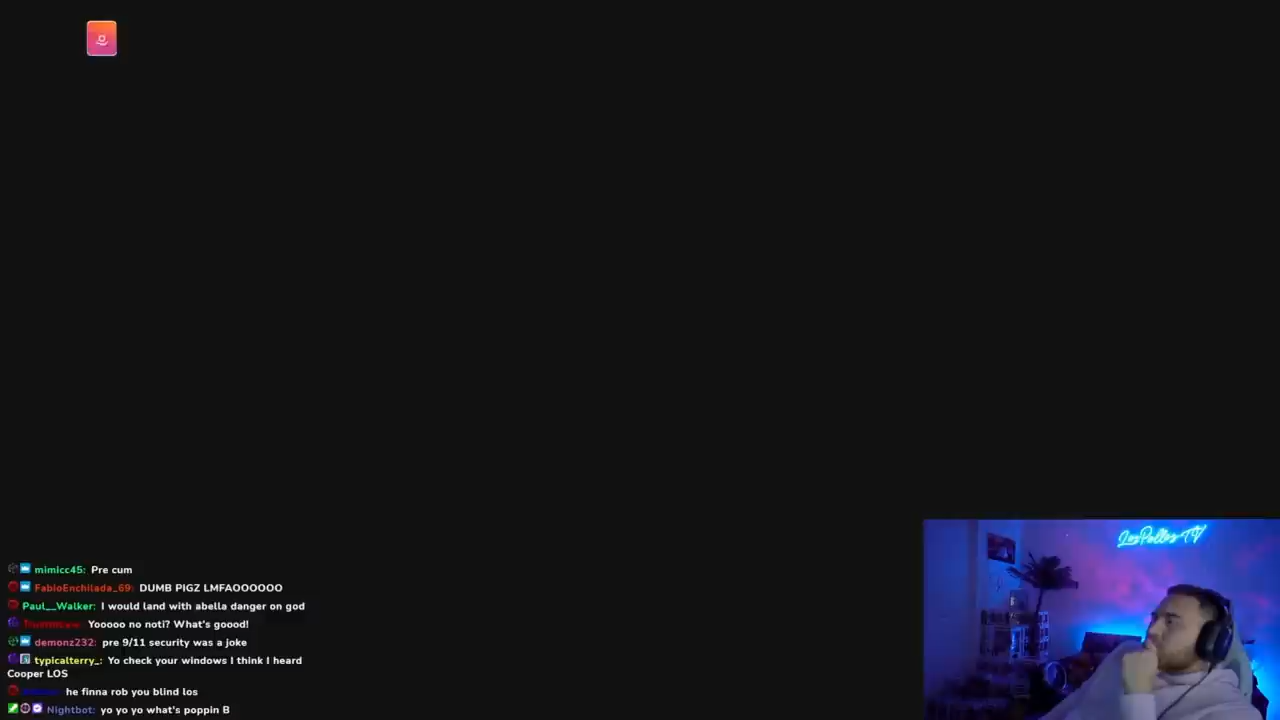 LosPollos TV
mimicc45: Pre cum
FabioEnchilada_69: DUMB PIGZ LMFAOOOOOO
Paul__Walker: I would land with abella danger on god
Yooooo no noti? What's goood!
demonz232: pre 9/11 security was a joke
typicalterry_: Yo check your windows I think I heard
Cooper LOS
he finna rob you blind los
Nightbot: yo yo yo what's poppin B